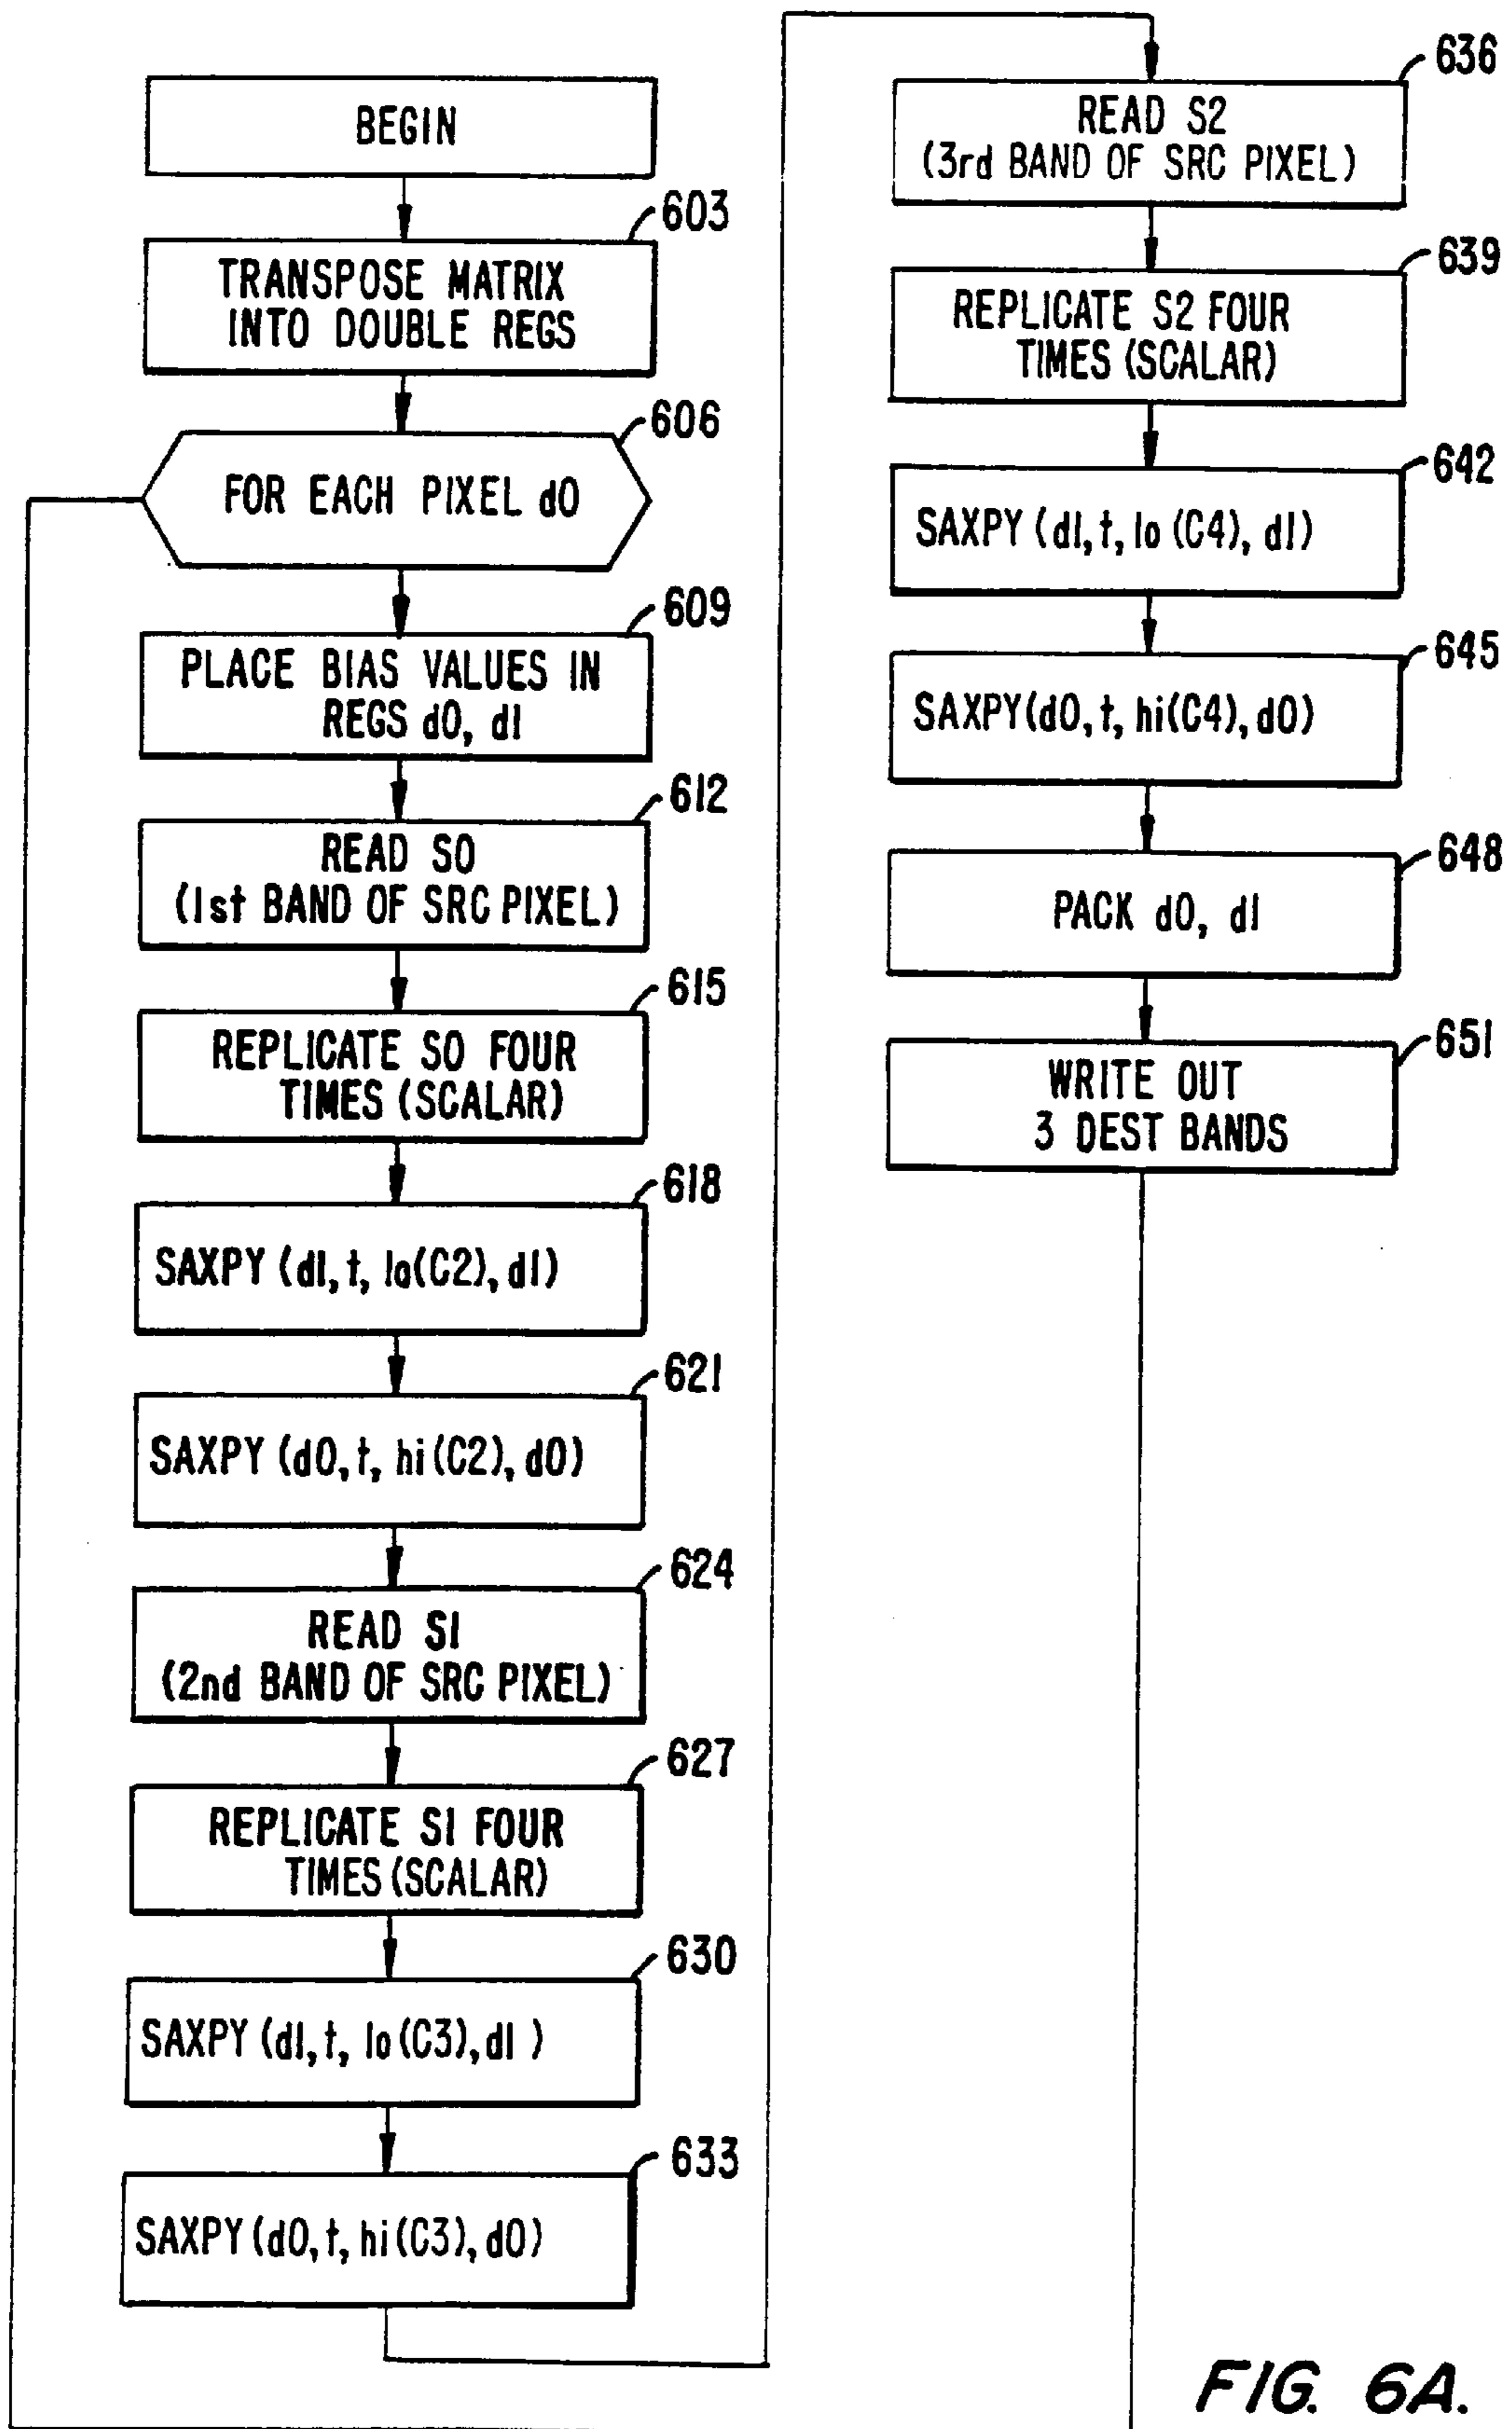 BEGIN
603
TRANSPOSE MATRIX
INTO DOUBLE REGS
606
FOR EACH PIXEL d0
609
PLACE BIAS VALUES IN
REGS d0, d1
612
READ S0
(1st BAND OF SRC PIXEL)
615
REPLICATE S0 FOUR
TIMES (SCALAR)
618
SAXPY (d1, t, lo(C2), d1)
621
SAXPY (d0, t, hi(C2), d0)
624
READ S1
(2nd BAND OF SRC PIXEL)
627
REPLICATE S1 FOUR
TIMES (SCALAR)
630
SAXPY (d1, t, lo(C3), d1 )
633
SAXPY (d0, t, hi(C3), d0)
636
READ S2
(3rd BAND OF SRC PIXEL)
639
REPLICATE S2 FOUR
TIMES (SCALAR)
642
SAXPY (d1, t, lo (C4), d1)
645
SAXPY(d0, t, hi(C4), d0)
648
PACK d0, d1
651
WRITE OUT
3 DEST BANDS
FIG. 6A.